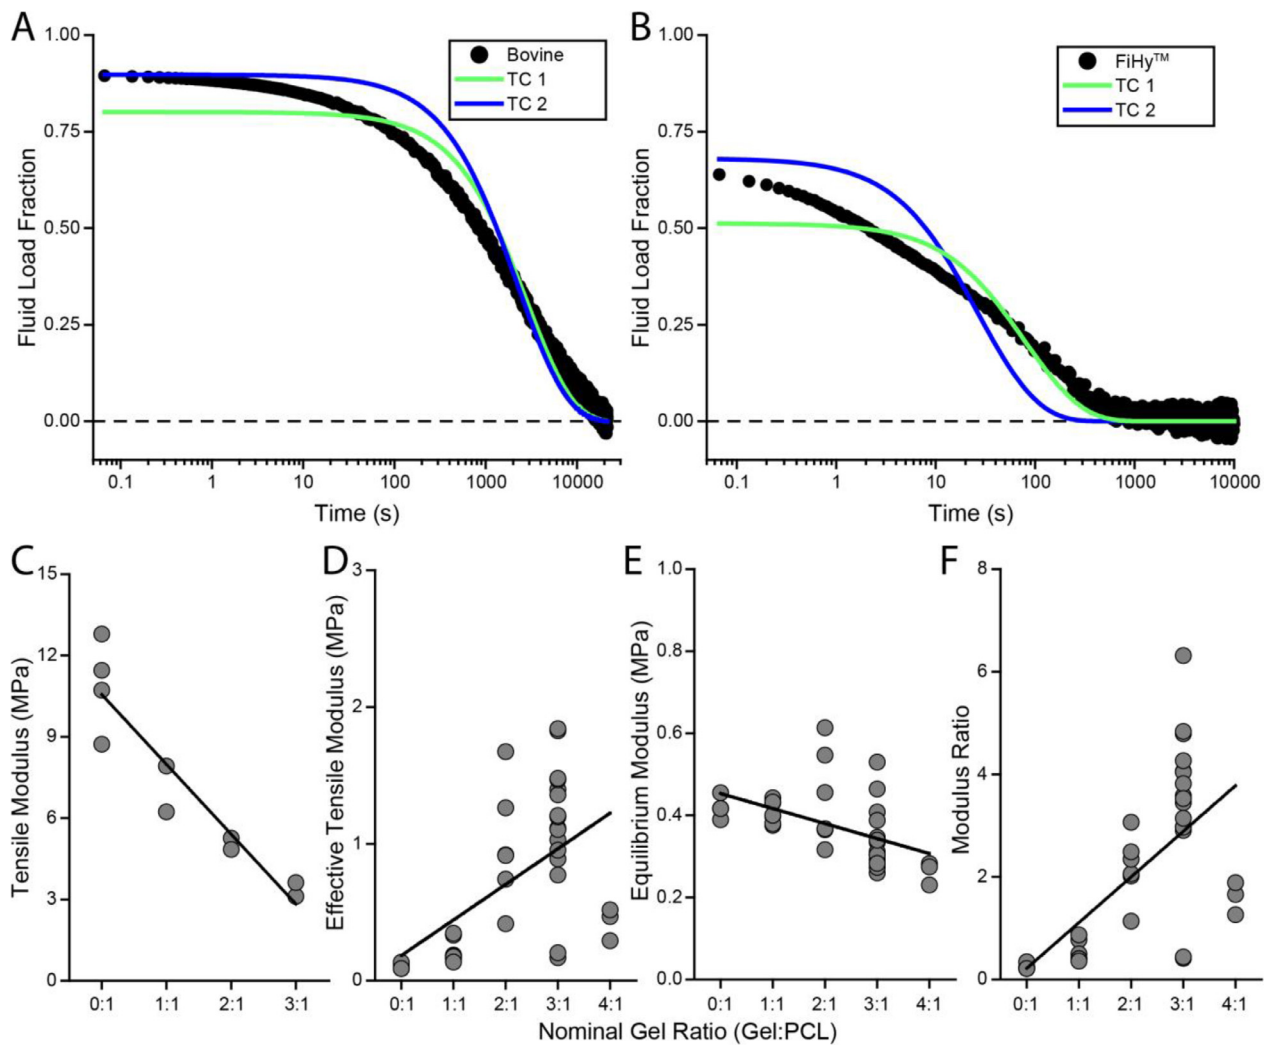 A
1.00
0.75
0.50
0.25
0.00
Fluid Load Fraction
Bovine
TC 1
TC 2
0.1 1 10 100 1000 10000
Time (s)
B
1.00
0.75
0.50
0.25
0.00
Fluid Load Fraction
FiHy™
TC 1
TC 2
0.1 1 10 100 1000 10000
Time (s)
C
15
12
9
6
3
0
Tensile Modulus (MPa)
0:1 1:1 2:1 3:1
D
3
2
1
0
Effective Tensile Modulus (MPa)
0:1 1:1 2:1 3:1 4:1
E
1.0
0.8
0.6
0.4
0.2
0.0
Equilibrium Modulus (MPa)
0:1 1:1 2:1 3:1 4:1
F
8
6
4
2
0
Modulus Ratio
0:1 1:1 2:1 3:1 4:1
Nominal Gel Ratio (Gel:PCL)